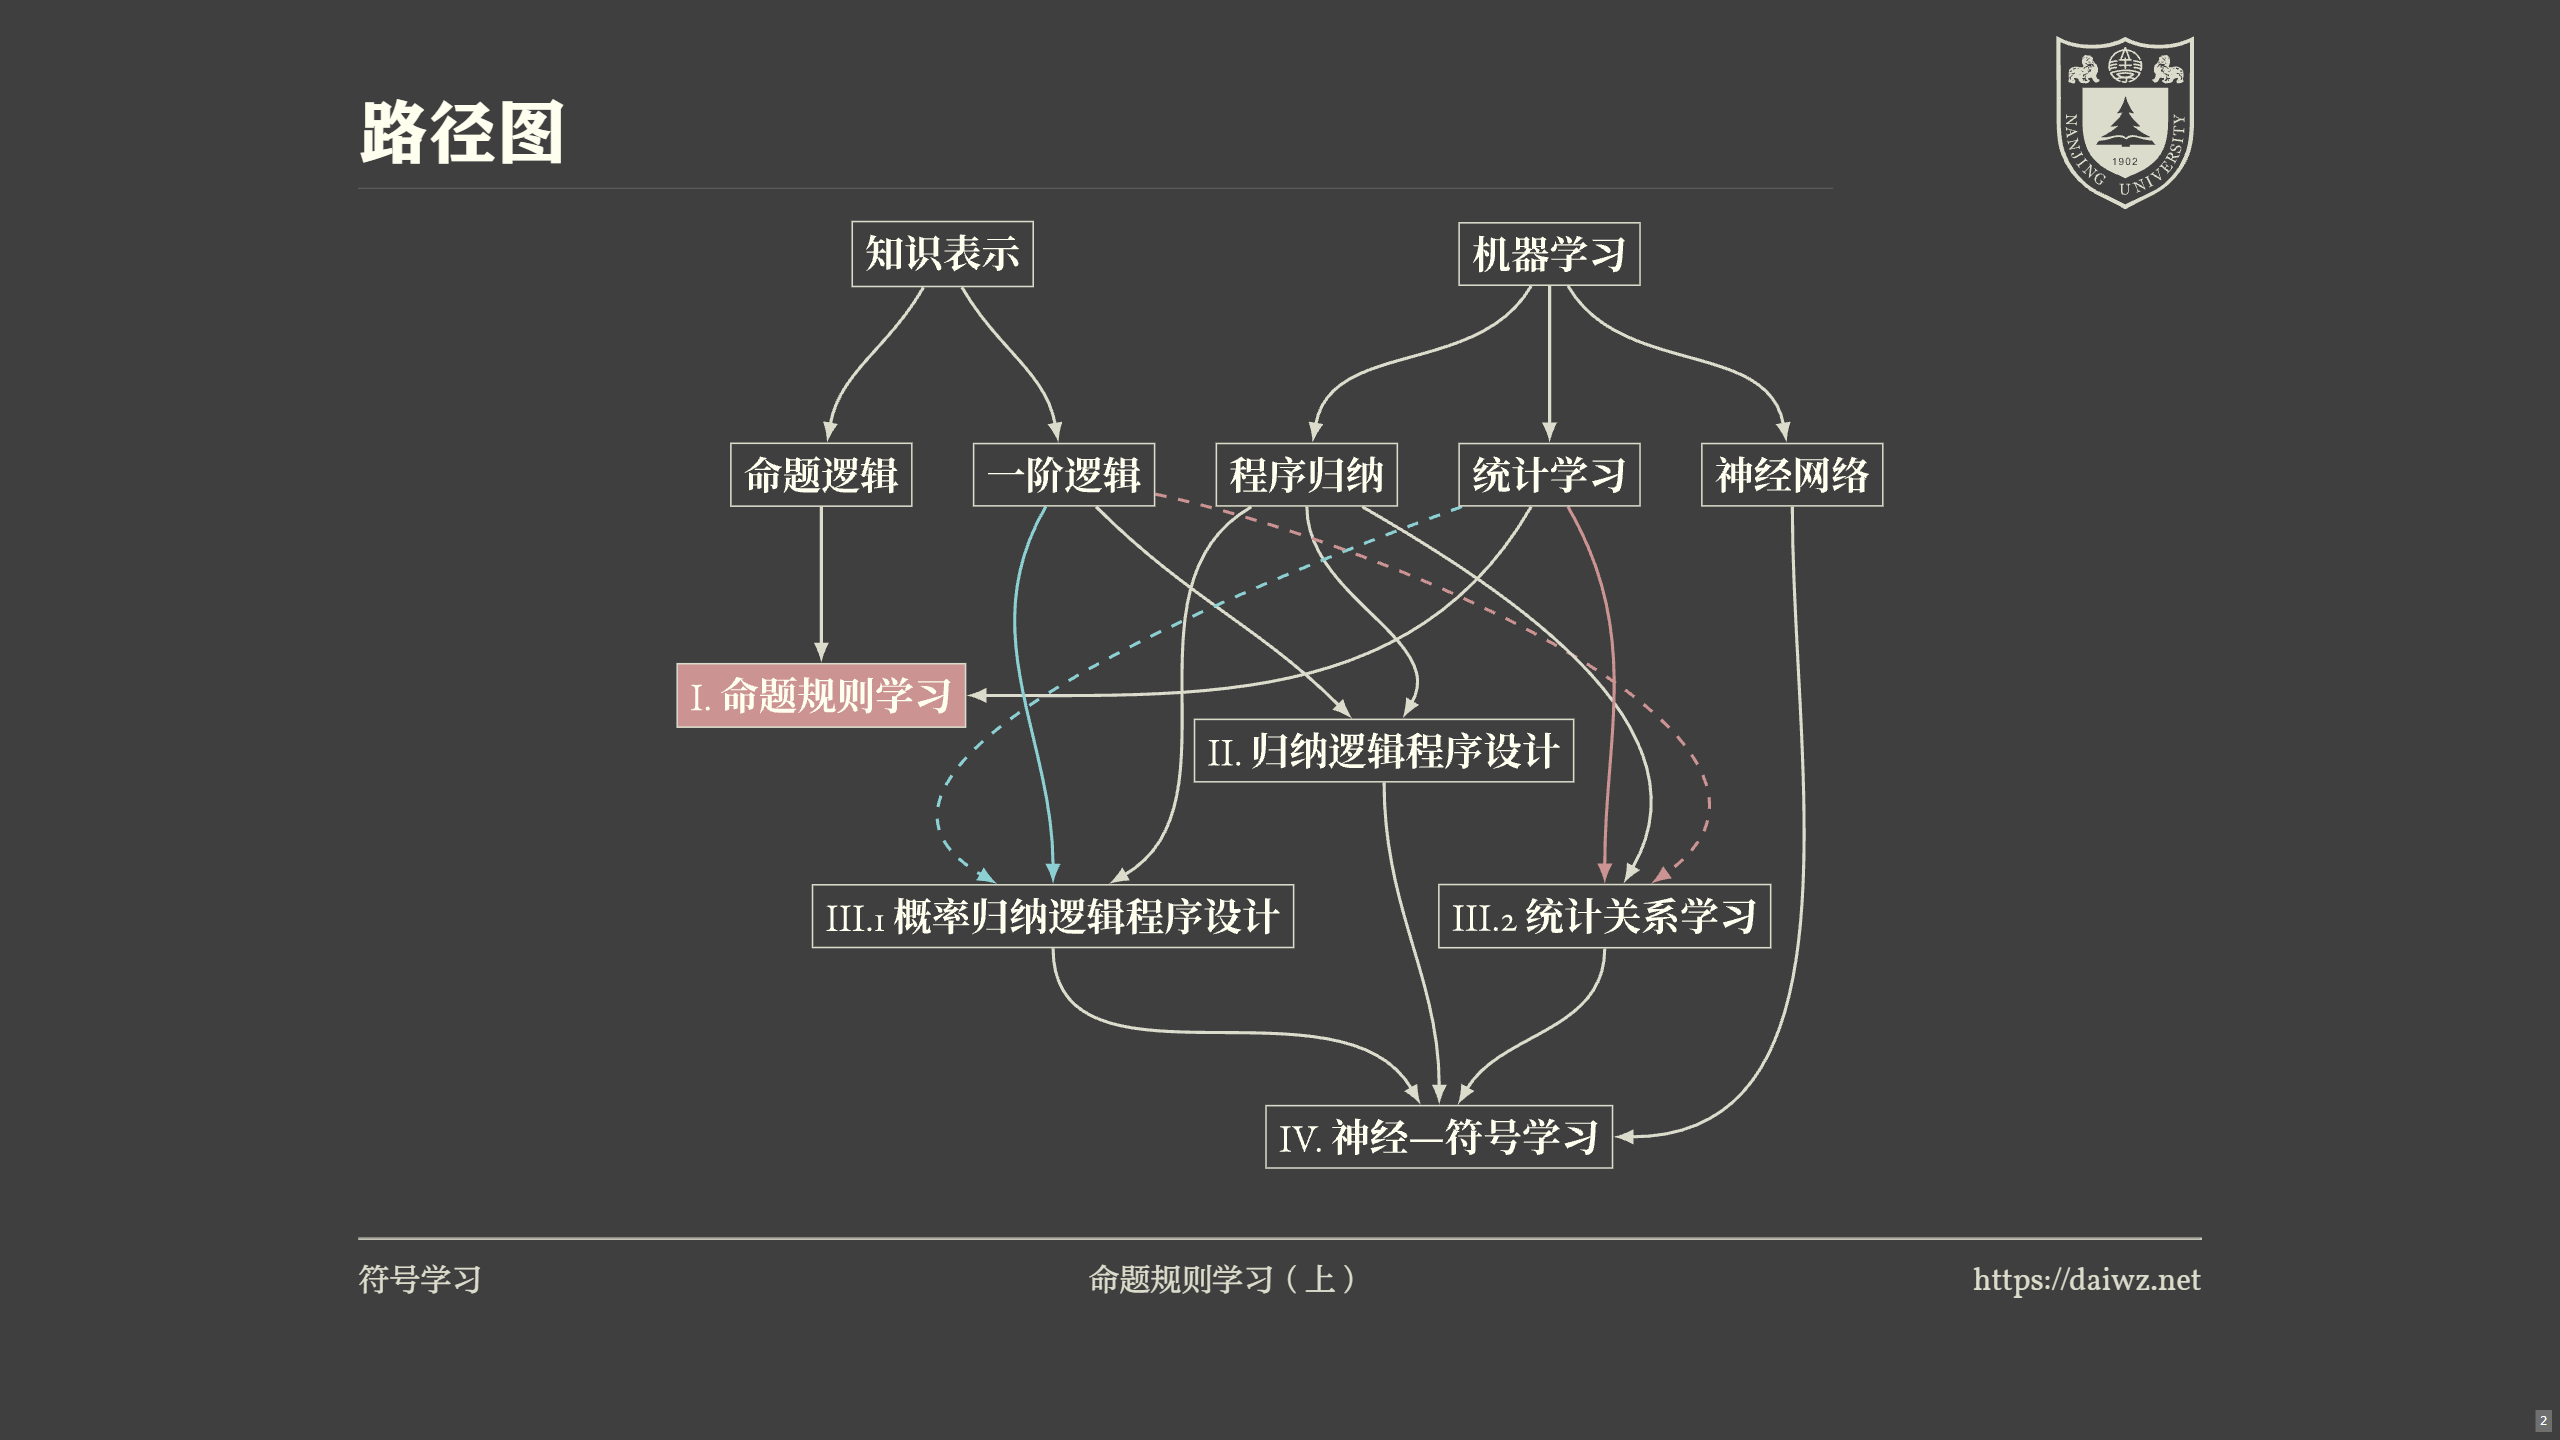 路径图
NANJING UNIVERSITY
1902
知识表示
机器学习
命题逻辑
一阶逻辑
程序归纳
统计学习
神经网络
I. 命题规则学习
II. 归纳逻辑程序设计
III.1 概率归纳逻辑程序设计
III.2 统计关系学习
IV. 神经—符号学习
符号学习
命题规则学习（上）
https://daiwz.net
2